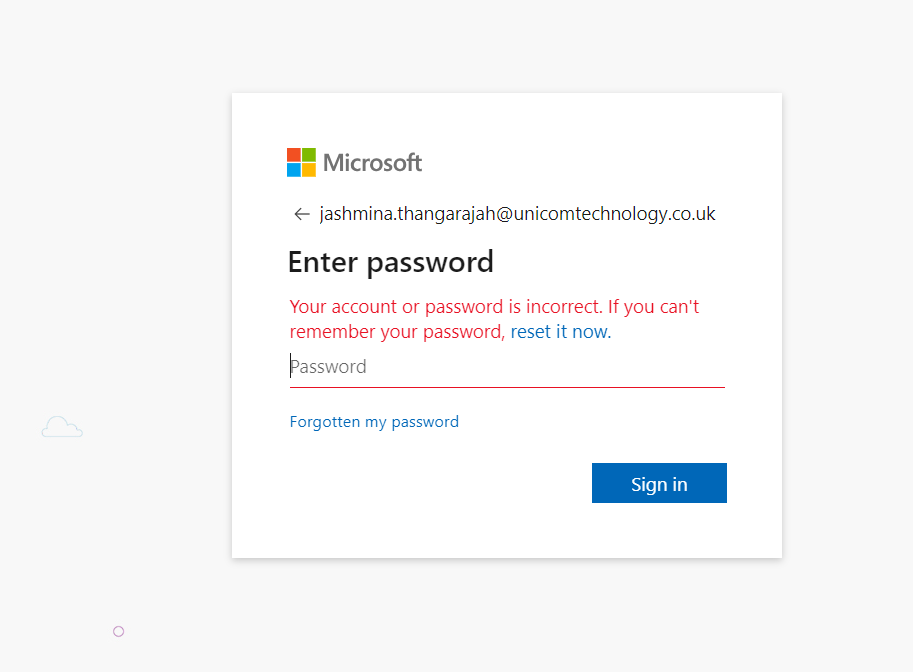 Microsoft
← jashmina.thangarajah@unicomtechnology.co.uk
Enter password
Your account or password is incorrect. If you can't
remember your password, reset it now.
Password
Forgotten my password
Sign in